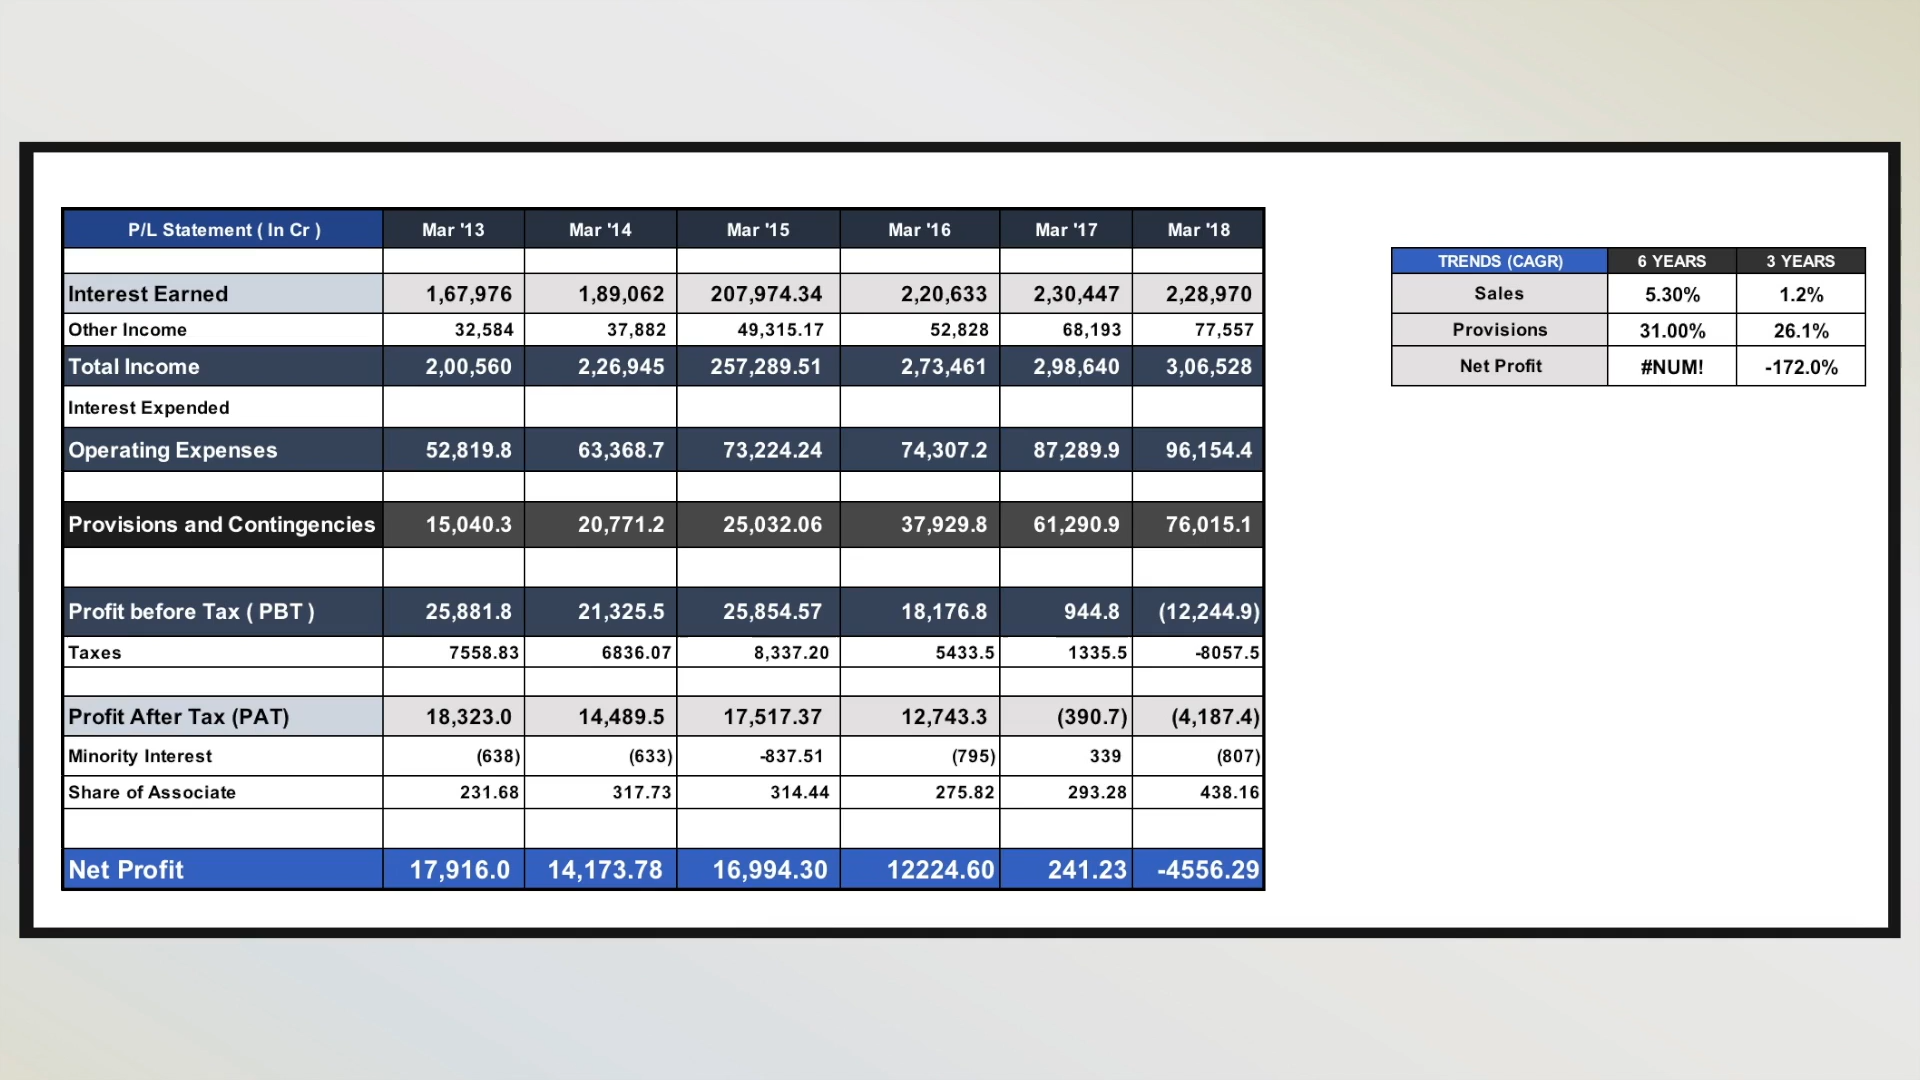 P/L Statement ( In Cr ) Mar '13 Mar '14 Mar '15 Mar '16 Mar '17 Mar '18
Interest Earned 1,67,976 1,89,062 207,974.34 2,20,633 2,30,447 2,28,970
Other Income 32,584 37,882 49,315.17 52,828 68,193 77,557
Total Income 2,00,560 2,26,945 257,289.51 2,73,461 2,98,640 3,06,528
Interest Expended
Operating Expenses 52,819.8 63,368.7 73,224.24 74,307.2 87,289.9 96,154.4
Provisions and Contingencies 15,040.3 20,771.2 25,032.06 37,929.8 61,290.9 76,015.1
Profit before Tax ( PBT ) 25,881.8 21,325.5 25,854.57 18,176.8 944.8 (12,244.9)
Taxes 7558.83 6836.07 8,337.20 5433.5 1335.5 -8057.5
Profit After Tax (PAT) 18,323.0 14,489.5 17,517.37 12,743.3 (390.7) (4,187.4)
Minority Interest (638) (633) -837.51 (795) 339 (807)
Share of Associate 231.68 317.73 314.44 275.82 293.28 438.16
Net Profit 17,916.0 14,173.78 16,994.30 12224.60 241.23 -4556.29
TRENDS (CAGR) 6 YEARS 3 YEARS
Sales 5.30% 1.2%
Provisions 31.00% 26.1%
Net Profit #NUM! -172.0%